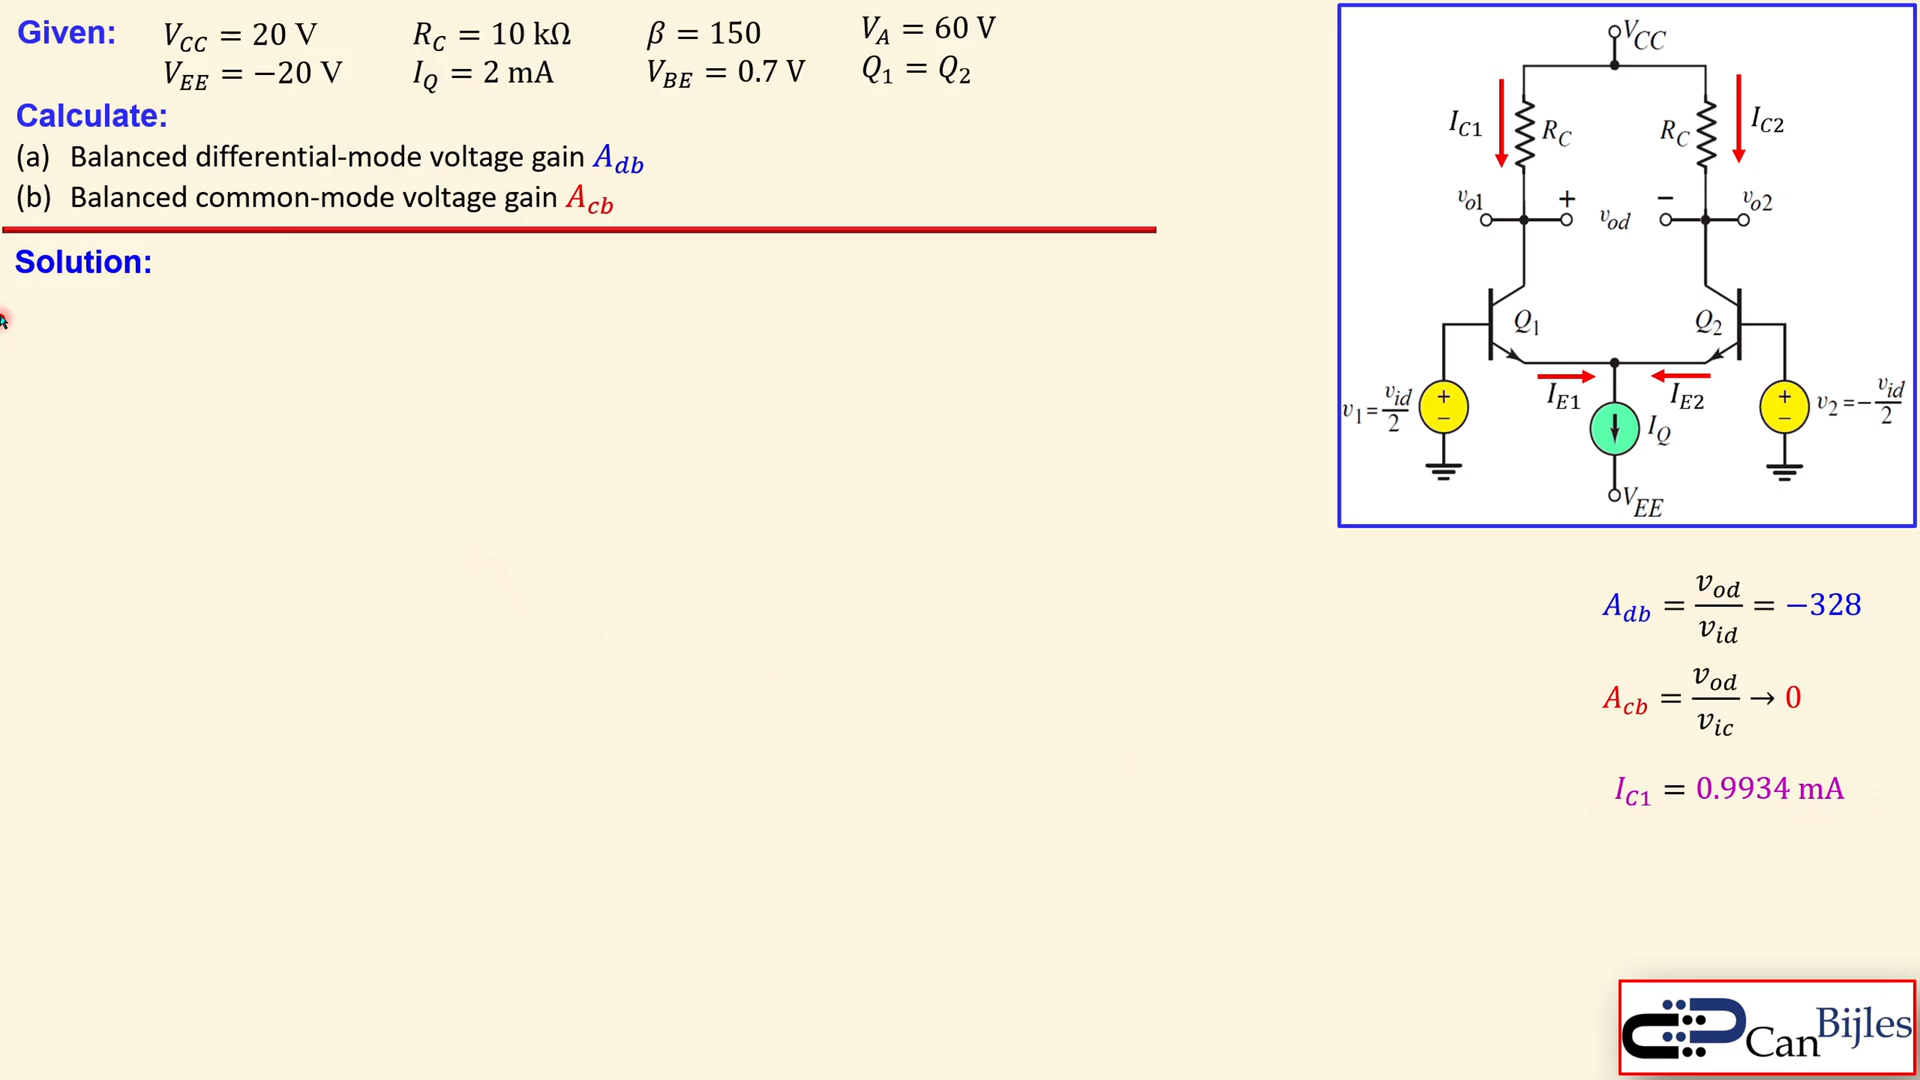 Given: V_CC = 20 V R_C = 10 kΩ β = 150 V_A = 60 V
V_EE = −20 V I_Q = 2 mA V_BE = 0.7 V Q_1 = Q_2
Calculate:
(a) Balanced differential-mode voltage gain A_db
(b) Balanced common-mode voltage gain A_cb
Solution:
V_CC
I_C1 R_C R_C I_C2
v_o1 + v_od − v_o2
Q_1 Q_2
I_E1 I_E2
v_1 = v_id/2 + − I_Q + − v_2 = −v_id/2
V_EE
A_db = v_od/v_id = −328
A_cb = v_od/v_ic → 0
I_C1 = 0.9934 mA
Can Bijles